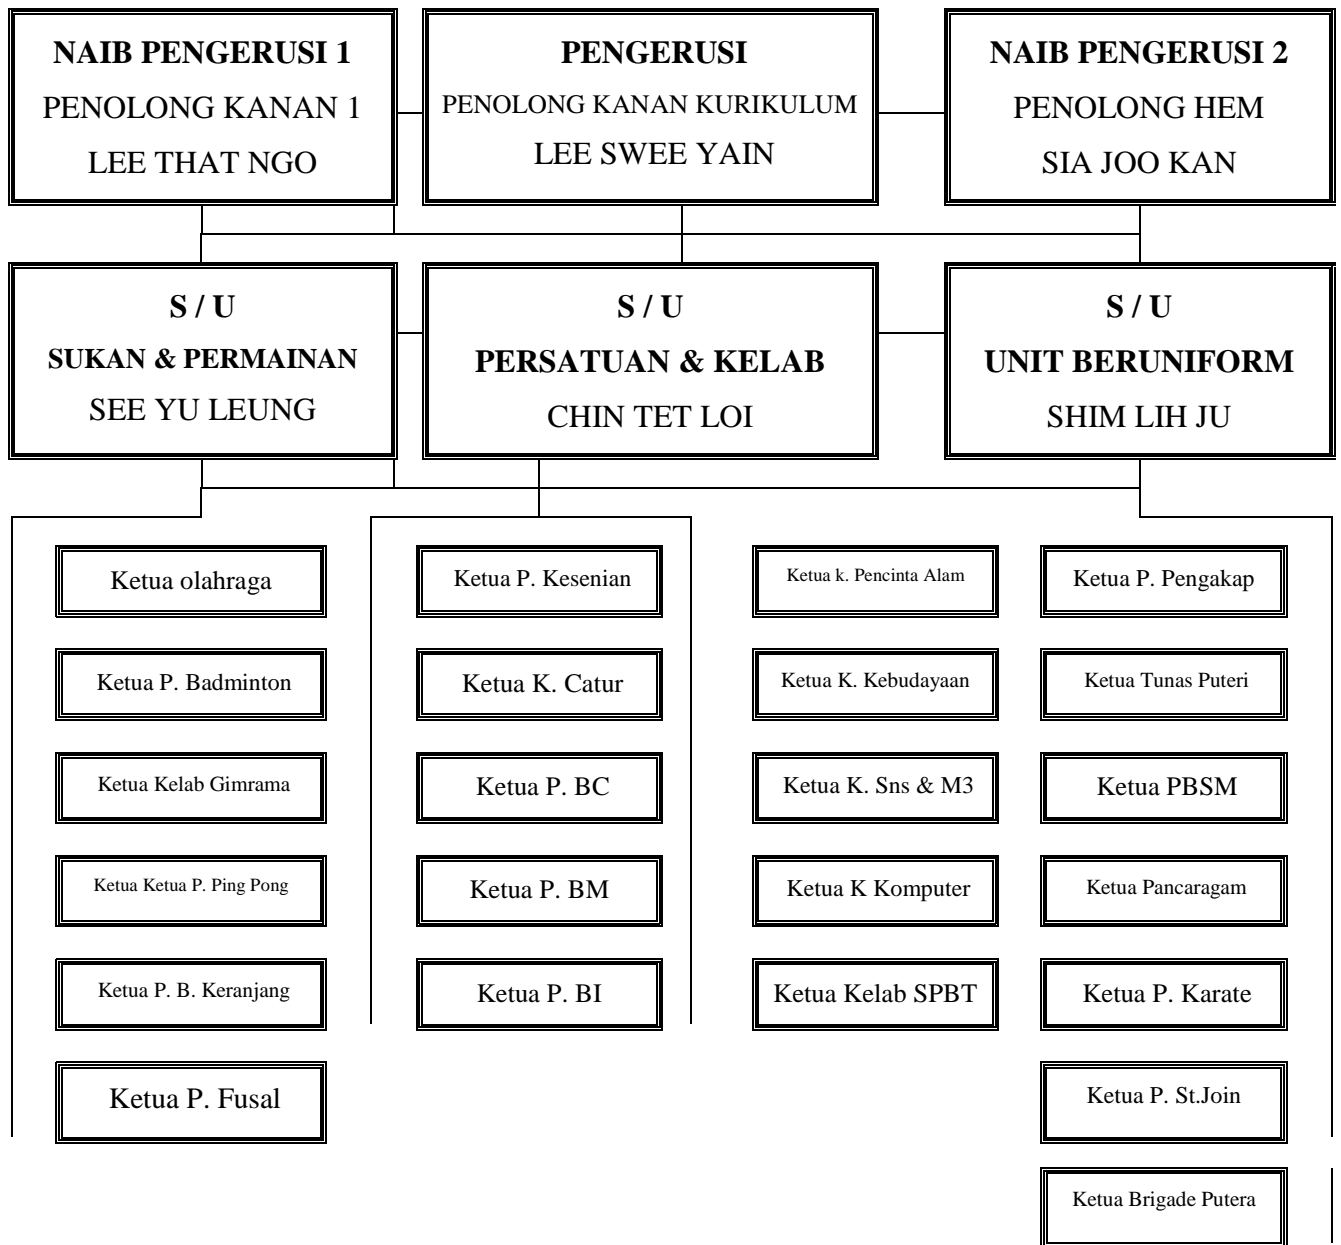 NAIB PENGERUSI 1
PENOLONG KANAN 1
LEE THAT NGO
PENGERUSI
PENOLONG KANAN KURIKULUM
LEE SWEE YAIN
NAIB PENGERUSI 2
PENOLONG HEM
SIA JOO KAN
S / U
SUKAN & PERMAINAN
SEE YU LEUNG
S / U
PERSATUAN & KELAB
CHIN TET LOI
S / U
UNIT BERUNIFORM
SHIM LIH JU
Ketua olahraga
Ketua P. Kesenian
Ketua k. Pencinta Alam
Ketua P. Pengakap
Ketua P. Badminton
Ketua K. Catur
Ketua K. Kebudayaan
Ketua Tunas Puteri
Ketua Kelab Gimrama
Ketua P. BC
Ketua K. Sns & M3
Ketua PBSM
Ketua Ketua P. Ping Pong
Ketua P. BM
Ketua K Komputer
Ketua Pancaragam
Ketua P. B. Keranjang
Ketua P. BI
Ketua Kelab SPBT
Ketua P. Karate
Ketua P. Fusal
Ketua P. St.Join
Ketua Brigade Putera